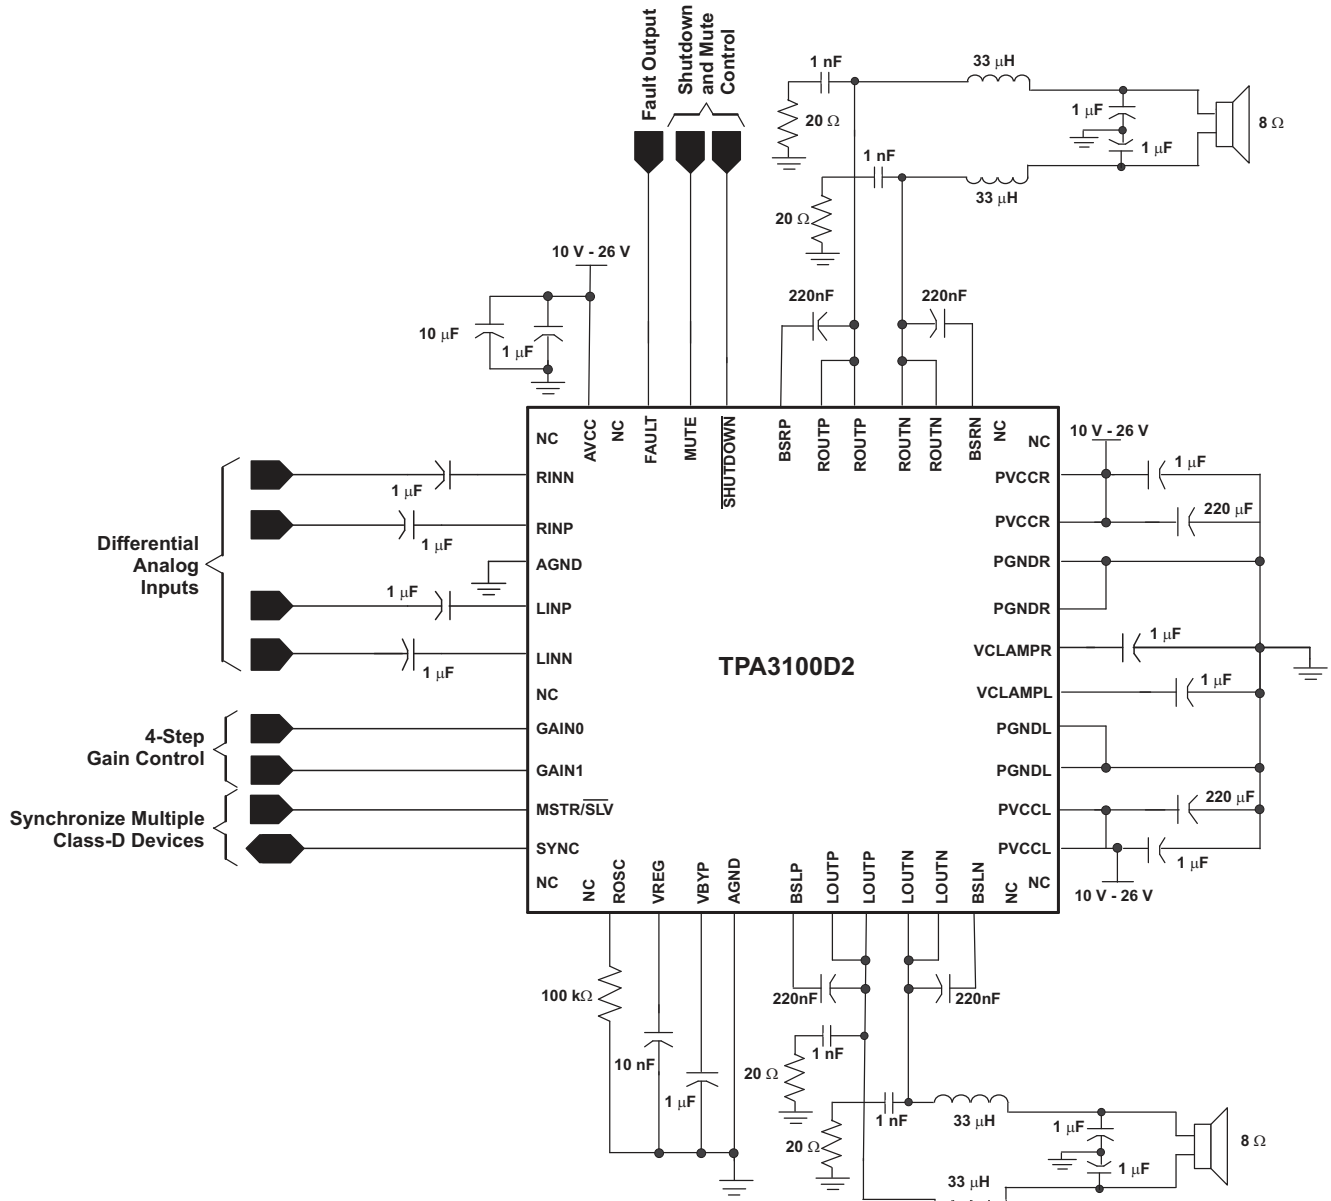 Fault Output
Shutdown
and Mute
Control
1 nF
33 μH
20 Ω
1 μF
8 Ω
1 μF
1 nF
33 μH
20 Ω
10 V - 26 V
10 μF
1 μF
220nF
220nF
NC
AVCC
NC
FAULT
MUTE
SHUTDOWN
BSRP
ROUTP
ROUTP
ROUTN
ROUTN
BSRN
NC
NC
10 V - 26 V
Differential
Analog
Inputs
1 μF
1 μF
1 μF
1 μF
RINN
RINP
AGND
LINP
LINN
NC
4-Step
Gain Control
GAIN0
GAIN1
Synchronize Multiple
Class-D Devices
MSTR/SLV
SYNC
NC
TPA3100D2
PVCCR
1 μF
PVCCR
220 μF
PGNDR
PGNDR
VCLAMPR
1 μF
VCLAMPL
1 μF
PGNDL
PGNDL
PVCCL
220 μF
PVCCL
1 μF
NC
10 V - 26 V
NC
ROSC
VREG
VBYP
AGND
BSLP
LOUTP
LOUTP
LOUTN
LOUTN
BSLN
NC
100 kΩ
10 nF
1 μF
220nF
220nF
1 nF
20 Ω
1 nF
33 μH
20 Ω
1 μF
8 Ω
1 μF
33 μH